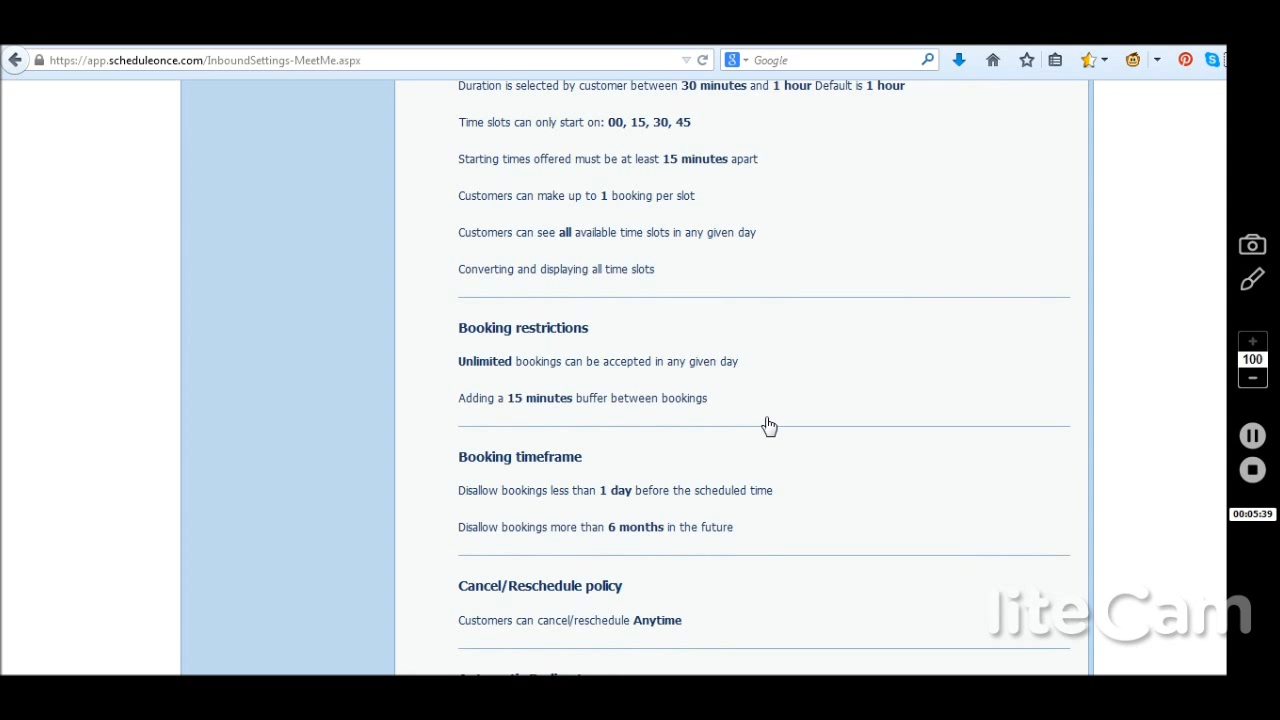 https://app.scheduleonce.com/InboundSettings-MeetMe.aspx
Google
Duration is selected by customer between 30 minutes and 1 hour Default is 1 hour
Time slots can only start on: 00, 15, 30, 45
Starting times offered must be at least 15 minutes apart
Customers can make up to 1 booking per slot
Customers can see all available time slots in any given day
Converting and displaying all time slots
Booking restrictions
Unlimited bookings can be accepted in any given day
100
Adding a 15 minutes buffer between bookings
Booking timeframe
Disallow bookings less than 1 day before the scheduled time
00:05:39
Disallow bookings more than 6 months in the future
Cancel/Reschedule policy
liteCam
Customers can cancel/reschedule Anytime